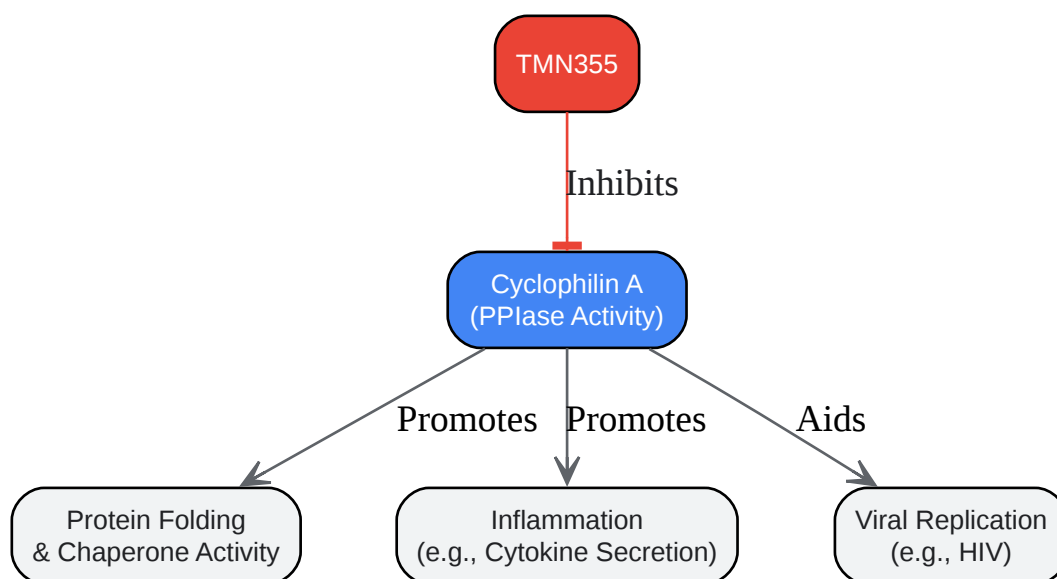 TMN355
Inhibits
Cyclophilin A
(PPIase Activity)
Promotes
Promotes
Aids
Protein Folding
& Chaperone Activity
Inflammation
(e.g., Cytokine Secretion)
Viral Replication
(e.g., HIV)